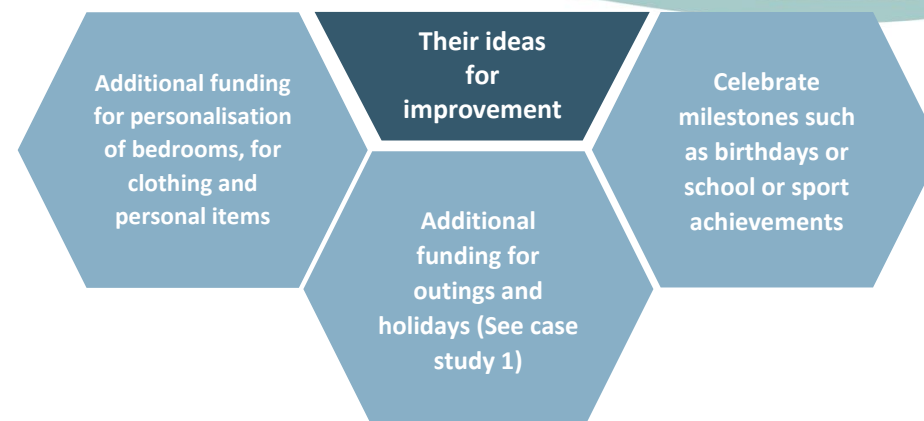 Their ideas
for
improvement
Additional funding
for personalisation
of bedrooms, for
clothing and
personal items
Additional
funding for
outings and
holidays (See case
study 1)
Celebrate
milestones such
as birthdays or
school or sport
achievements